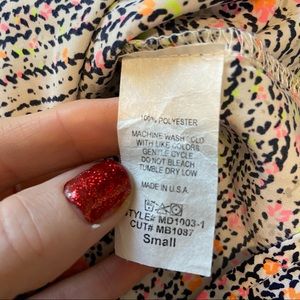 100% POLYESTER
MACHINE WASH COLD
WITH LIKE COLORS
GENTLE CYCLE
DO NOT BLEACH
TUMBLE DRY LOW
MADE IN U.S.A.
STYLE# MD1003-1
CUT# MB1087
Small